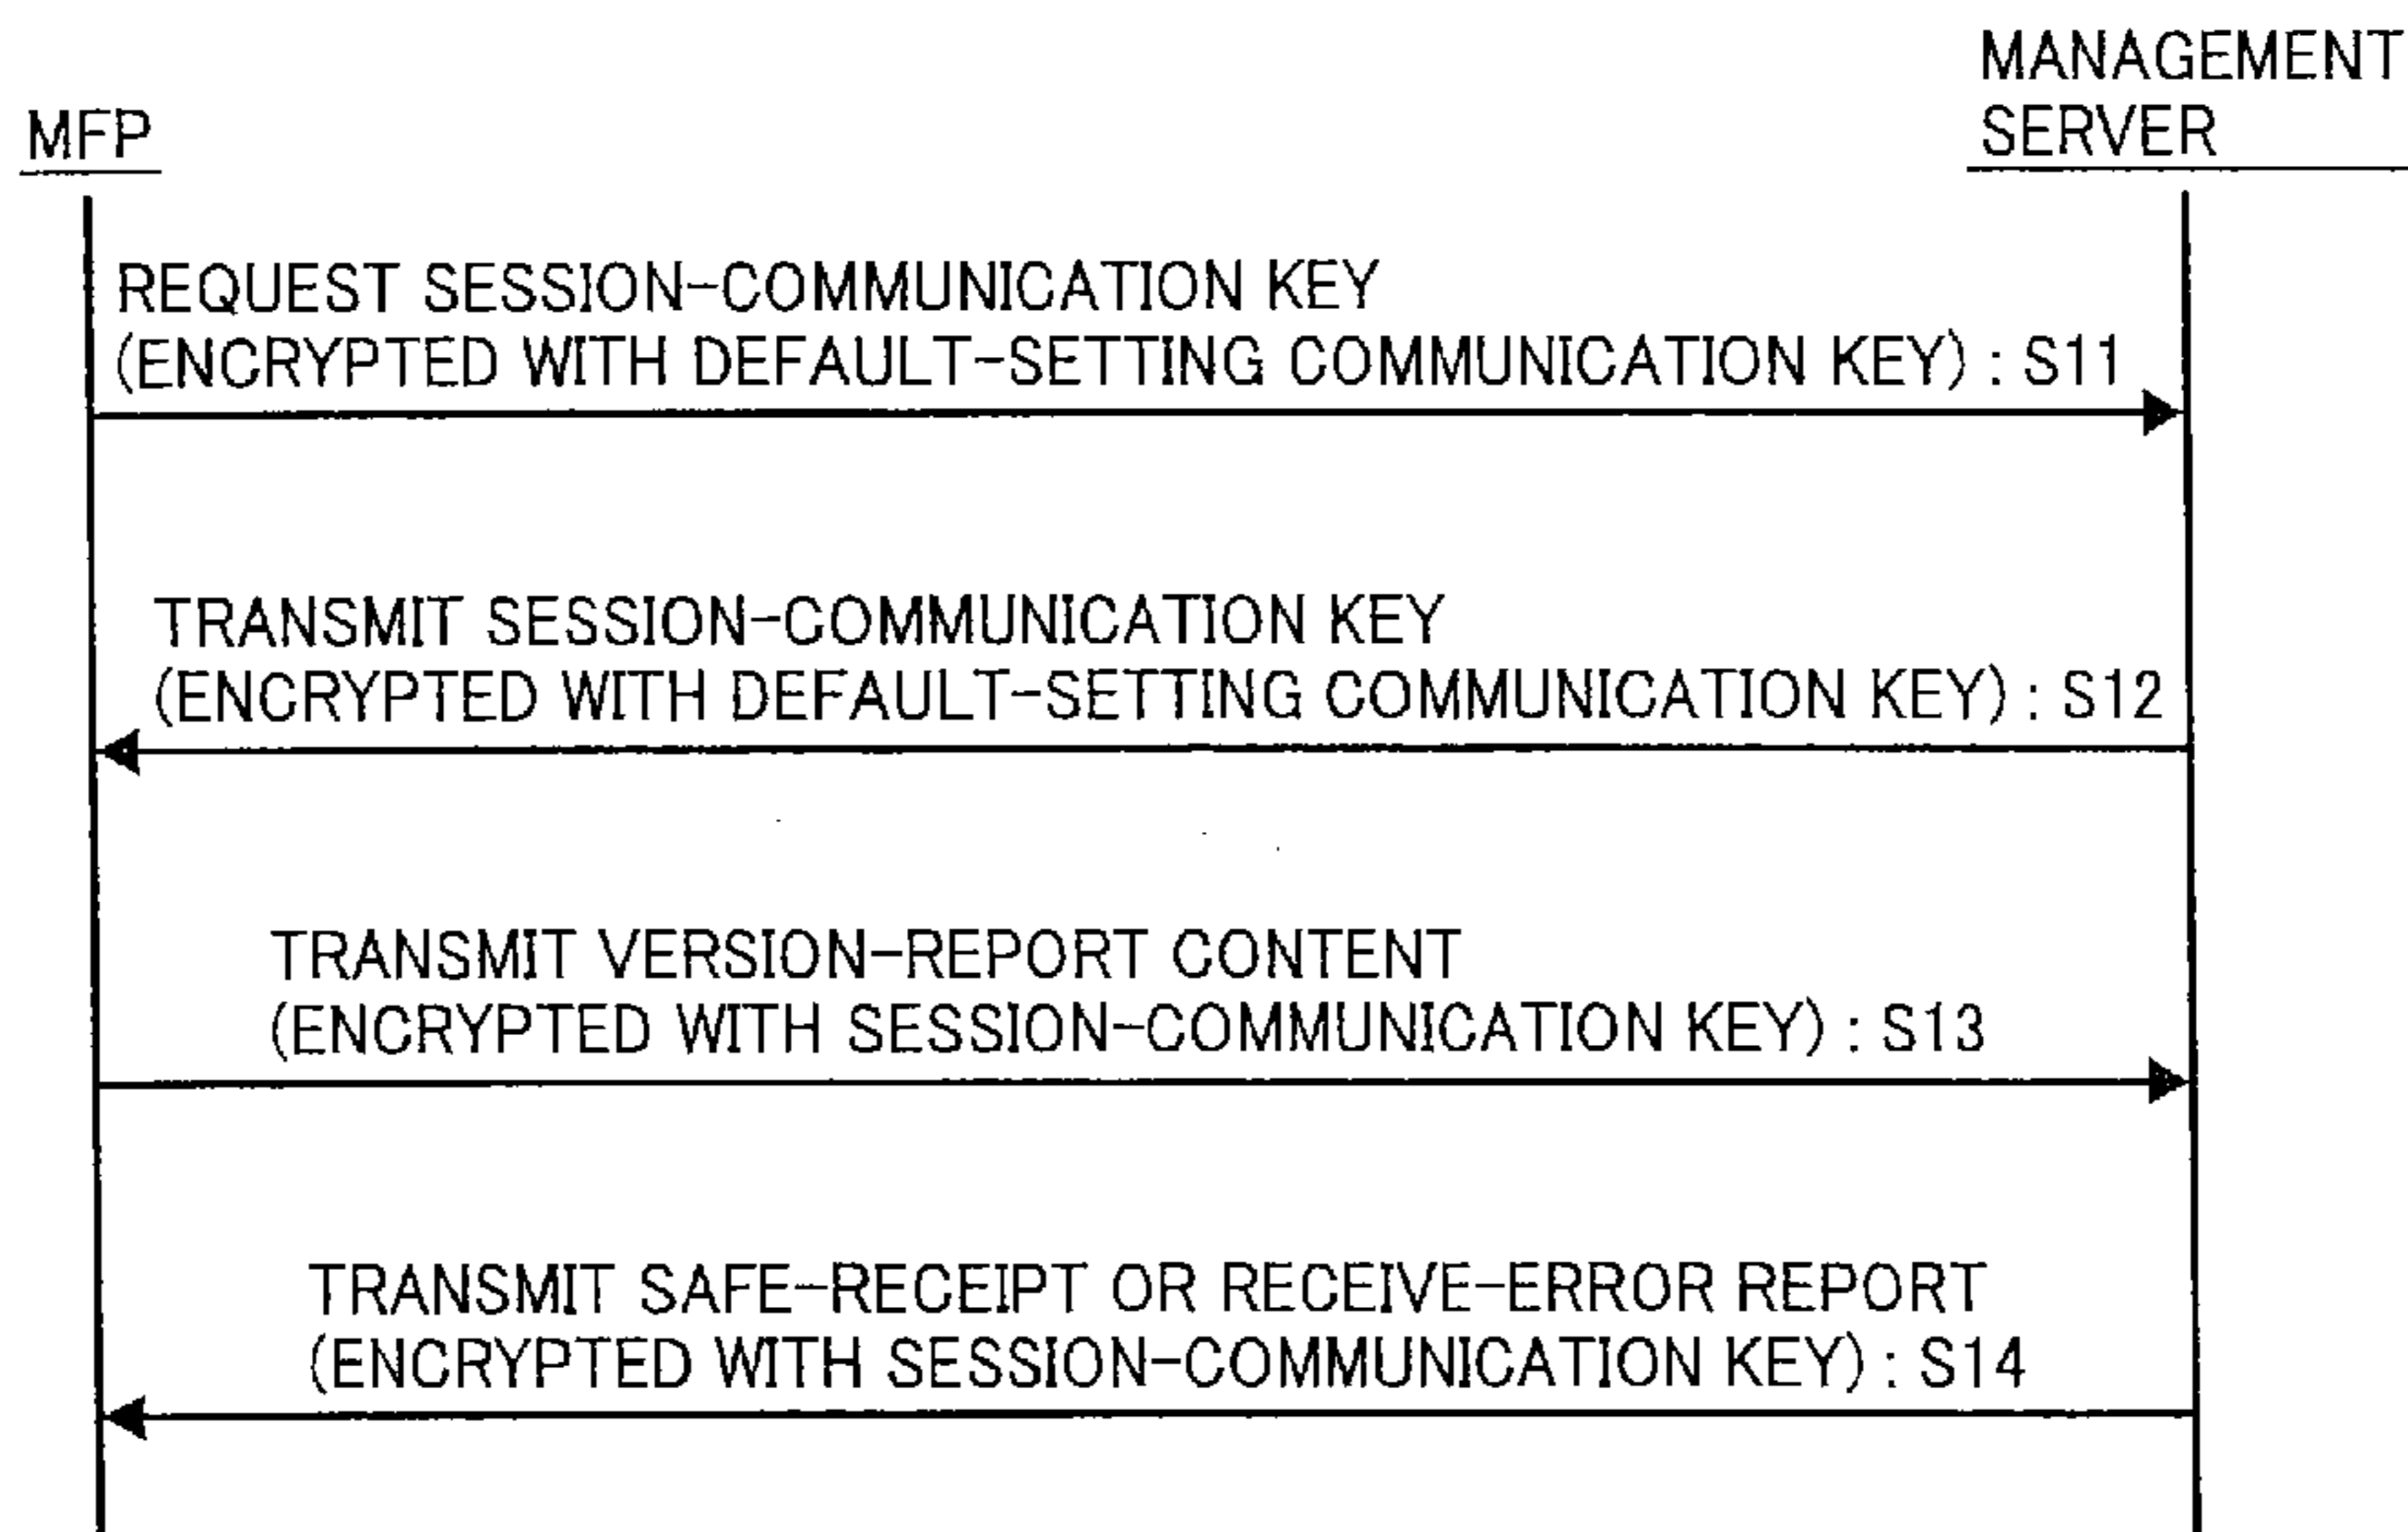 MFP
MANAGEMENT
SERVER
REQUEST SESSION-COMMUNICATION KEY
(ENCRYPTED WITH DEFAULT-SETTING COMMUNICATION KEY) : S11
TRANSMIT SESSION-COMMUNICATION KEY
(ENCRYPTED WITH DEFAULT-SETTING COMMUNICATION KEY) : S12
TRANSMIT VERSION-REPORT CONTENT
(ENCRYPTED WITH SESSION-COMMUNICATION KEY) : S13
TRANSMIT SAFE-RECEIPT OR RECEIVE-ERROR REPORT
(ENCRYPTED WITH SESSION-COMMUNICATION KEY) : S14